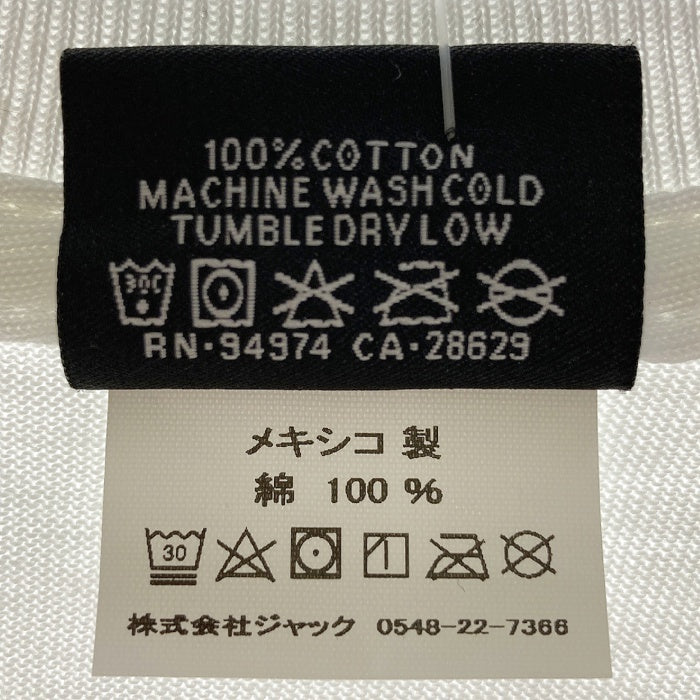 100% COTTON
MACHINE WASH COLD
TUMBLE DRY LOW
30C
RN·94974 CA·28629
メキシコ 製
綿 100 %
30
株式会社ジャック 0548-22-7366